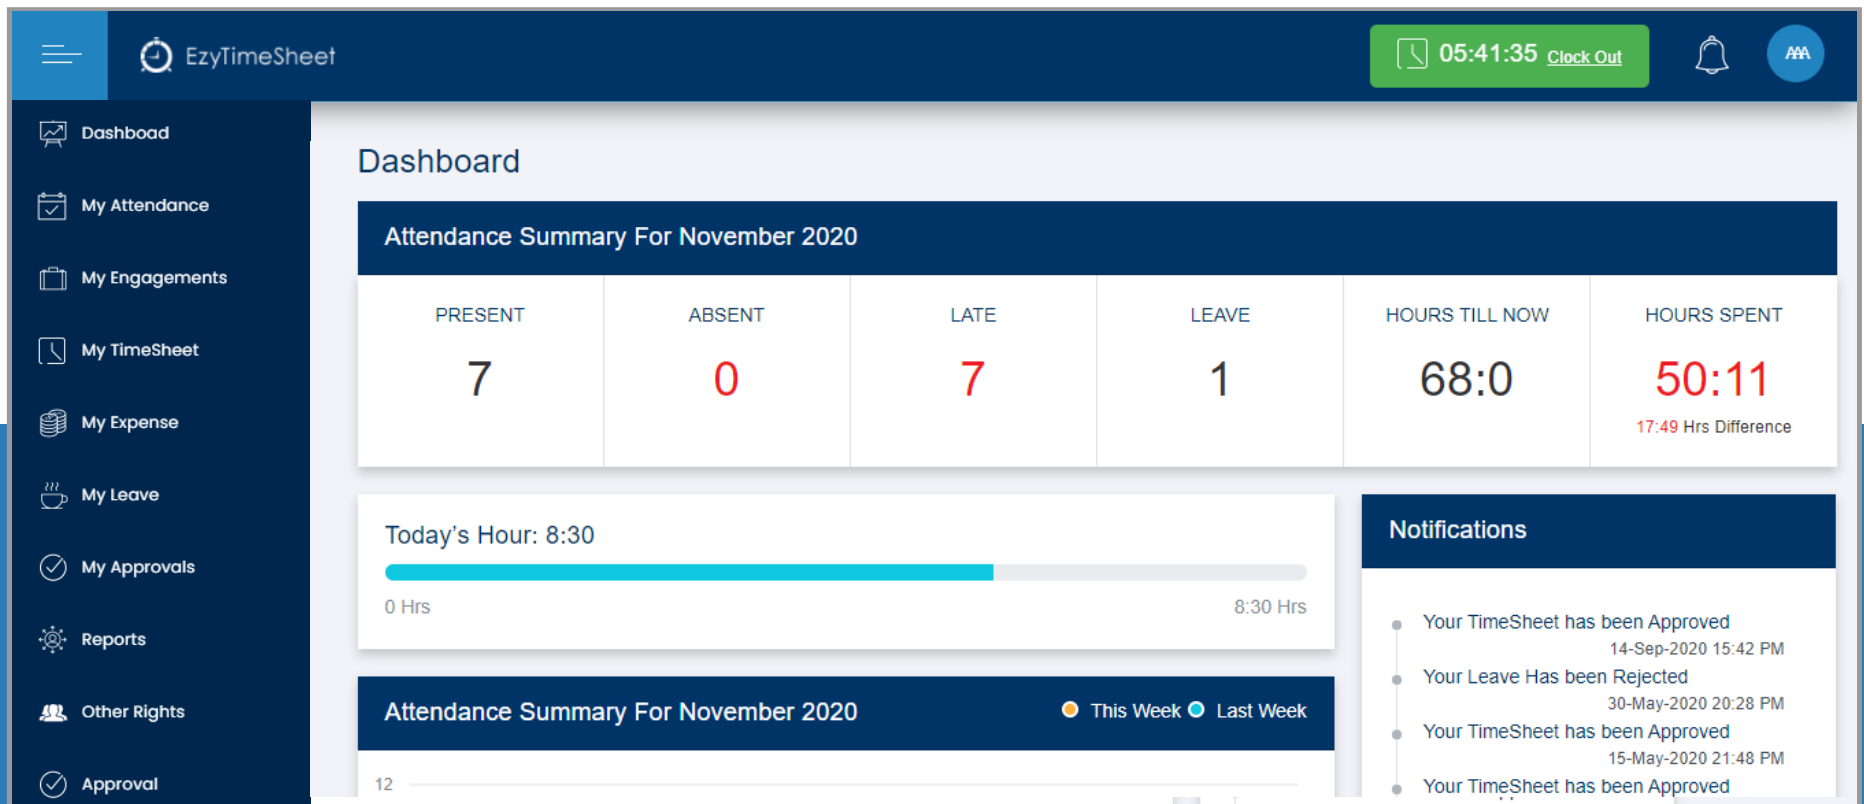 EzyTimeSheet
05:41:35 Clock Out
AAA
Dashboad
My Attendance
My Engagements
My TimeSheet
My Expense
My Leave
My Approvals
Reports
Other Rights
Approval
Dashboard
Attendance Summary For November 2020
PRESENT
7
ABSENT
0
LATE
7
LEAVE
1
HOURS TILL NOW
68:0
HOURS SPENT
50:11
17:49 Hrs Difference
Today's Hour: 8:30
0 Hrs
8:30 Hrs
Attendance Summary For November 2020
This Week
Last Week
12
Notifications
Your TimeSheet has been Approved
14-Sep-2020 15:42 PM
Your Leave Has been Rejected
30-May-2020 20:28 PM
Your TimeSheet has been Approved
15-May-2020 21:48 PM
Your TimeSheet has been Approved